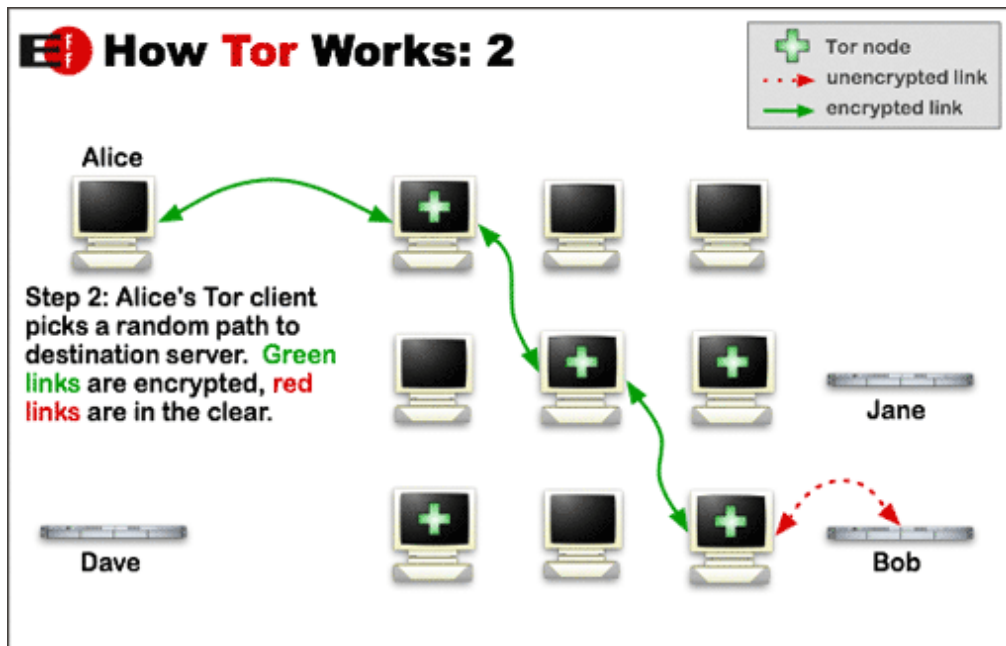 EFF How Tor Works: 2
Tor node
unencrypted link
encrypted link
Alice
Step 2: Alice's Tor client
picks a random path to
destination server. Green
links are encrypted, red
links are in the clear.
Jane
Dave
Bob